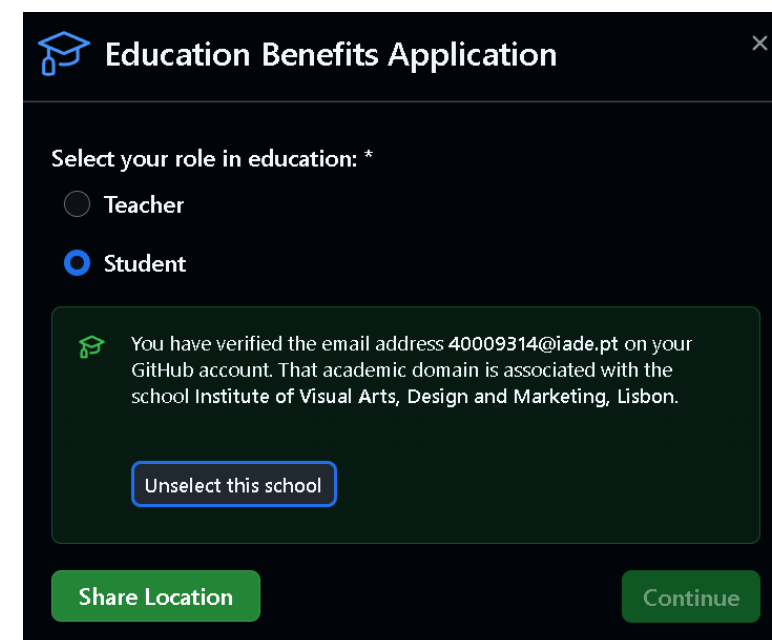 Education Benefits Application
×
Select your role in education: *
Teacher
Student
You have verified the email address 40009314@iade.pt on your
GitHub account. That academic domain is associated with the
school Institute of Visual Arts, Design and Marketing, Lisbon.
Unselect this school
Share Location
Continue